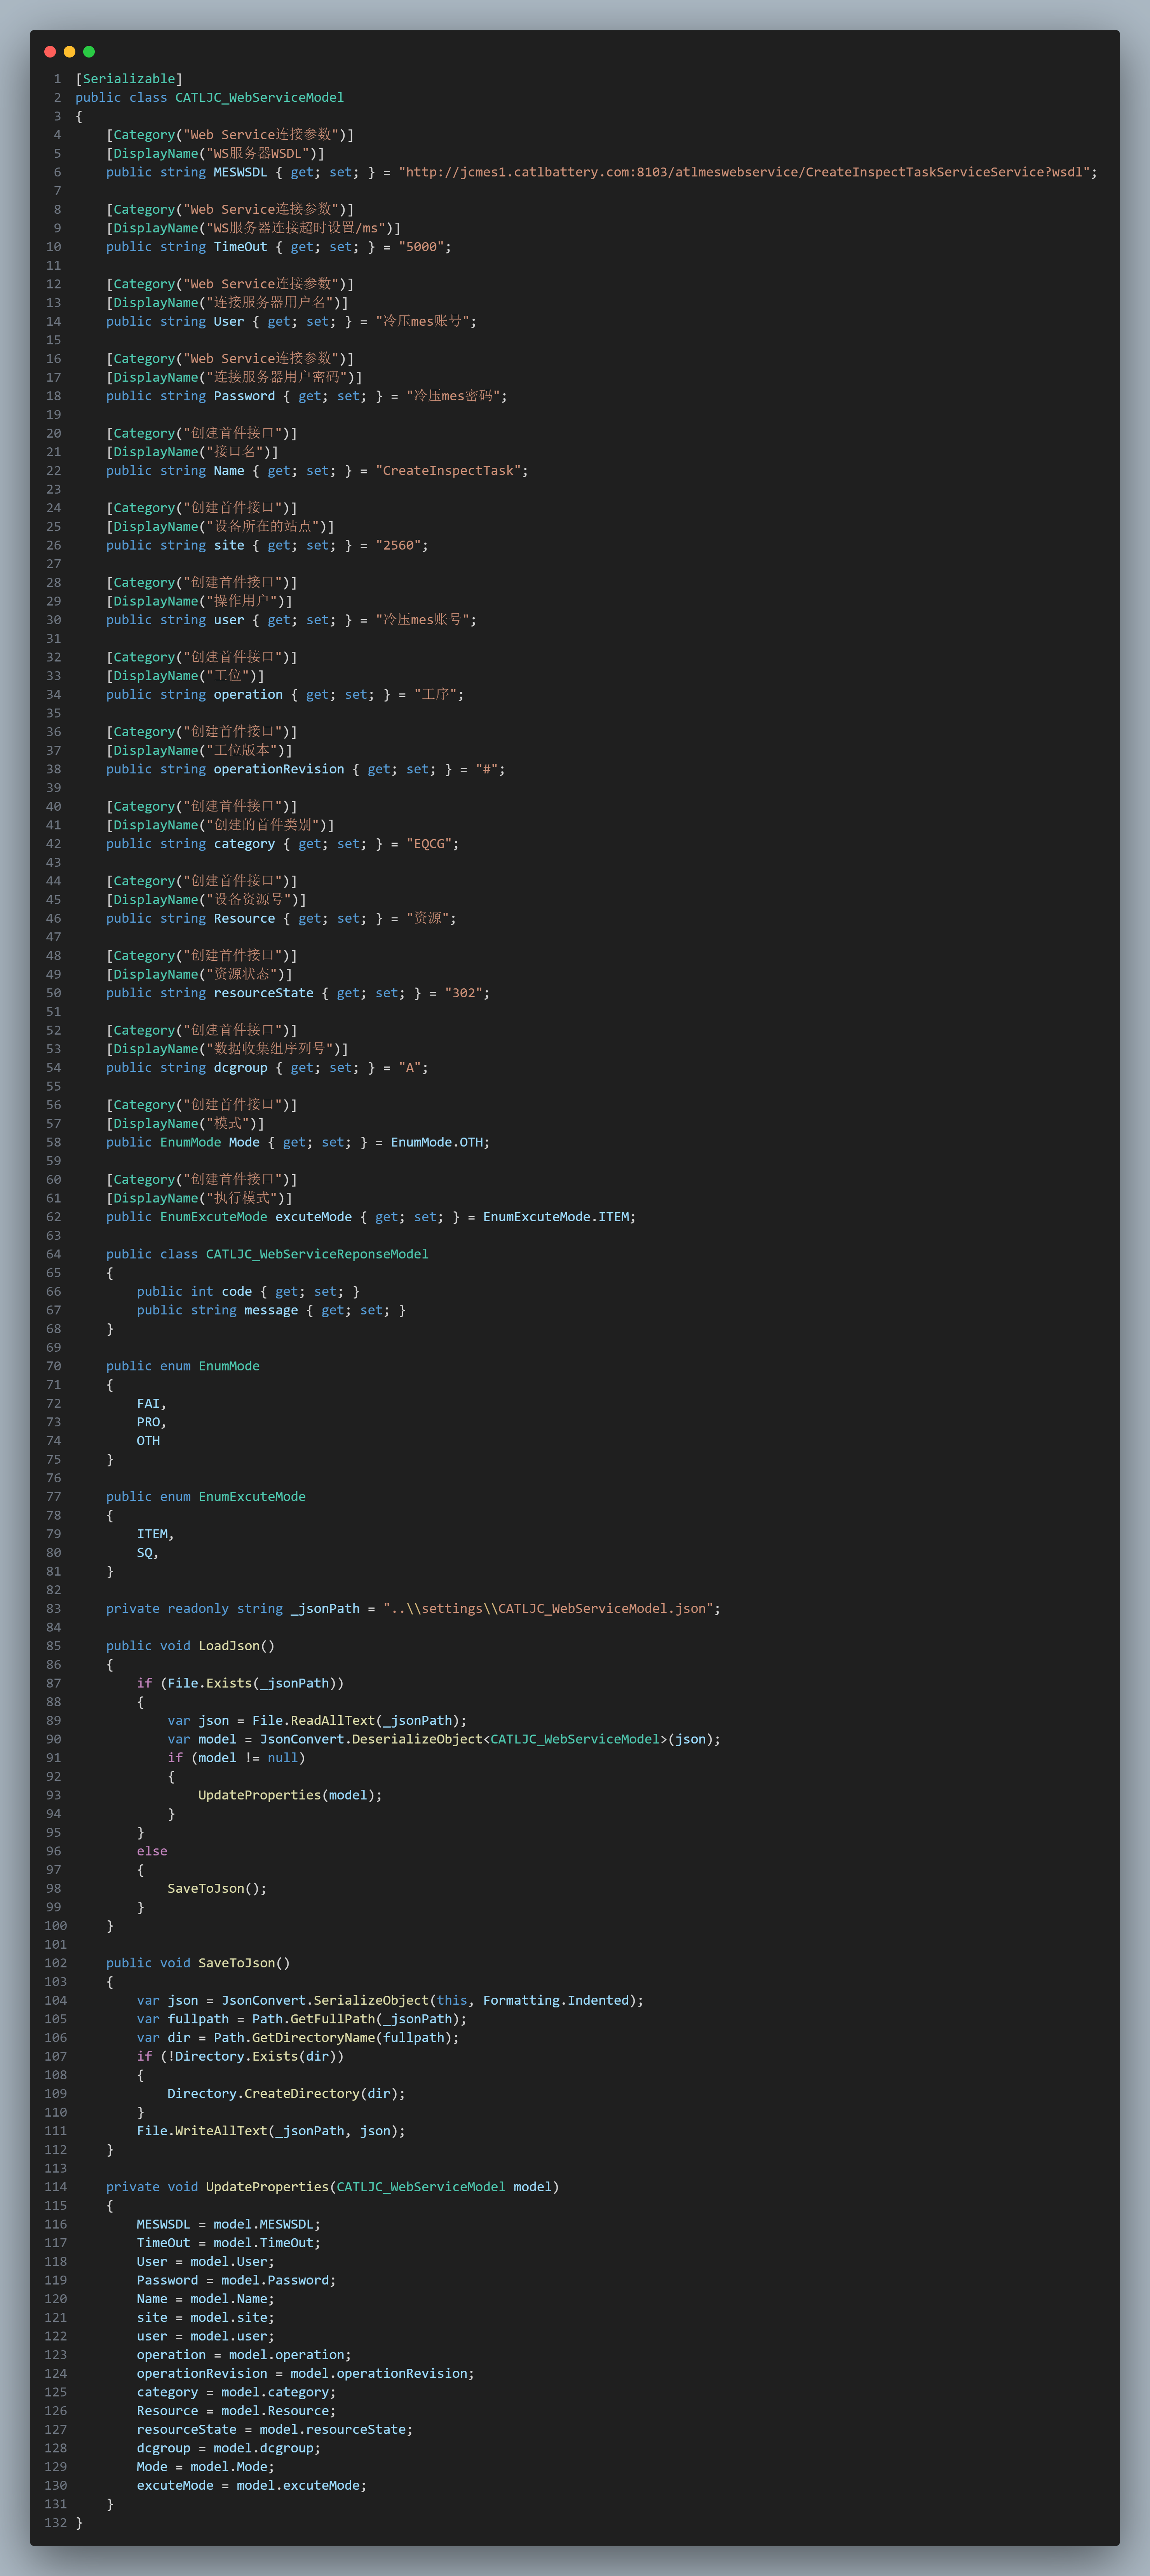 1 [Serializable]
2 public class CATLJC_WebServiceModel
3 {
4     [Category("Web Service连接参数")]
5     [DisplayName("WS服务器WSDL")]
6     public string MESWSDL { get; set; } = "http://jcmes1.catlbattery.com:8103/atlmeswebservice/CreateInspectTaskServiceService?wsdl";
7
8     [Category("Web Service连接参数")]
9     [DisplayName("WS服务器连接超时设置/ms")]
10     public string TimeOut { get; set; } = "5000";
11
12     [Category("Web Service连接参数")]
13     [DisplayName("连接服务器用户名")]
14     public string User { get; set; } = "冷压mes账号";
15
16     [Category("Web Service连接参数")]
17     [DisplayName("连接服务器用户密码")]
18     public string Password { get; set; } = "冷压mes密码";
19
20     [Category("创建首件接口")]
21     [DisplayName("接口名")]
22     public string Name { get; set; } = "CreateInspectTask";
23
24     [Category("创建首件接口")]
25     [DisplayName("设备所在的站点")]
26     public string site { get; set; } = "2560";
27
28     [Category("创建首件接口")]
29     [DisplayName("操作用户")]
30     public string user { get; set; } = "冷压mes账号";
31
32     [Category("创建首件接口")]
33     [DisplayName("工位")]
34     public string operation { get; set; } = "工序";
35
36     [Category("创建首件接口")]
37     [DisplayName("工位版本")]
38     public string operationRevision { get; set; } = "#";
39
40     [Category("创建首件接口")]
41     [DisplayName("创建的首件类别")]
42     public string category { get; set; } = "EQCG";
43
44     [Category("创建首件接口")]
45     [DisplayName("设备资源号")]
46     public string Resource { get; set; } = "资源";
47
48     [Category("创建首件接口")]
49     [DisplayName("资源状态")]
50     public string resourceState { get; set; } = "302";
51
52     [Category("创建首件接口")]
53     [DisplayName("数据收集组序列号")]
54     public string dcgroup { get; set; } = "A";
55
56     [Category("创建首件接口")]
57     [DisplayName("模式")]
58     public EnumMode Mode { get; set; } = EnumMode.OTH;
59
60     [Category("创建首件接口")]
61     [DisplayName("执行模式")]
62     public EnumExcuteMode excuteMode { get; set; } = EnumExcuteMode.ITEM;
63
64     public class CATLJC_WebServiceReponseModel
65     {
66         public int code { get; set; }
67         public string message { get; set; }
68     }
69
70     public enum EnumMode
71     {
72         FAI,
73         PRO,
74         OTH
75     }
76
77     public enum EnumExcuteMode
78     {
79         ITEM,
80         SQ,
81     }
82
83     private readonly string _jsonPath = "..\\settings\\CATLJC_WebServiceModel.json";
84
85     public void LoadJson()
86     {
87         if (File.Exists(_jsonPath))
88         {
89             var json = File.ReadAllText(_jsonPath);
90             var model = JsonConvert.DeserializeObject<CATLJC_WebServiceModel>(json);
91             if (model != null)
92             {
93                 UpdateProperties(model);
94             }
95         }
96         else
97         {
98             SaveToJson();
99         }
100     }
101
102     public void SaveToJson()
103     {
104         var json = JsonConvert.SerializeObject(this, Formatting.Indented);
105         var fullpath = Path.GetFullPath(_jsonPath);
106         var dir = Path.GetDirectoryName(fullpath);
107         if (!Directory.Exists(dir))
108         {
109             Directory.CreateDirectory(dir);
110         }
111         File.WriteAllText(_jsonPath, json);
112     }
113
114     private void UpdateProperties(CATLJC_WebServiceModel model)
115     {
116         MESWSDL = model.MESWSDL;
117         TimeOut = model.TimeOut;
118         User = model.User;
119         Password = model.Password;
120         Name = model.Name;
121         site = model.site;
122         user = model.user;
123         operation = model.operation;
124         operationRevision = model.operationRevision;
125         category = model.category;
126         Resource = model.Resource;
127         resourceState = model.resourceState;
128         dcgroup = model.dcgroup;
129         Mode = model.Mode;
130         excuteMode = model.excuteMode;
131     }
132 }